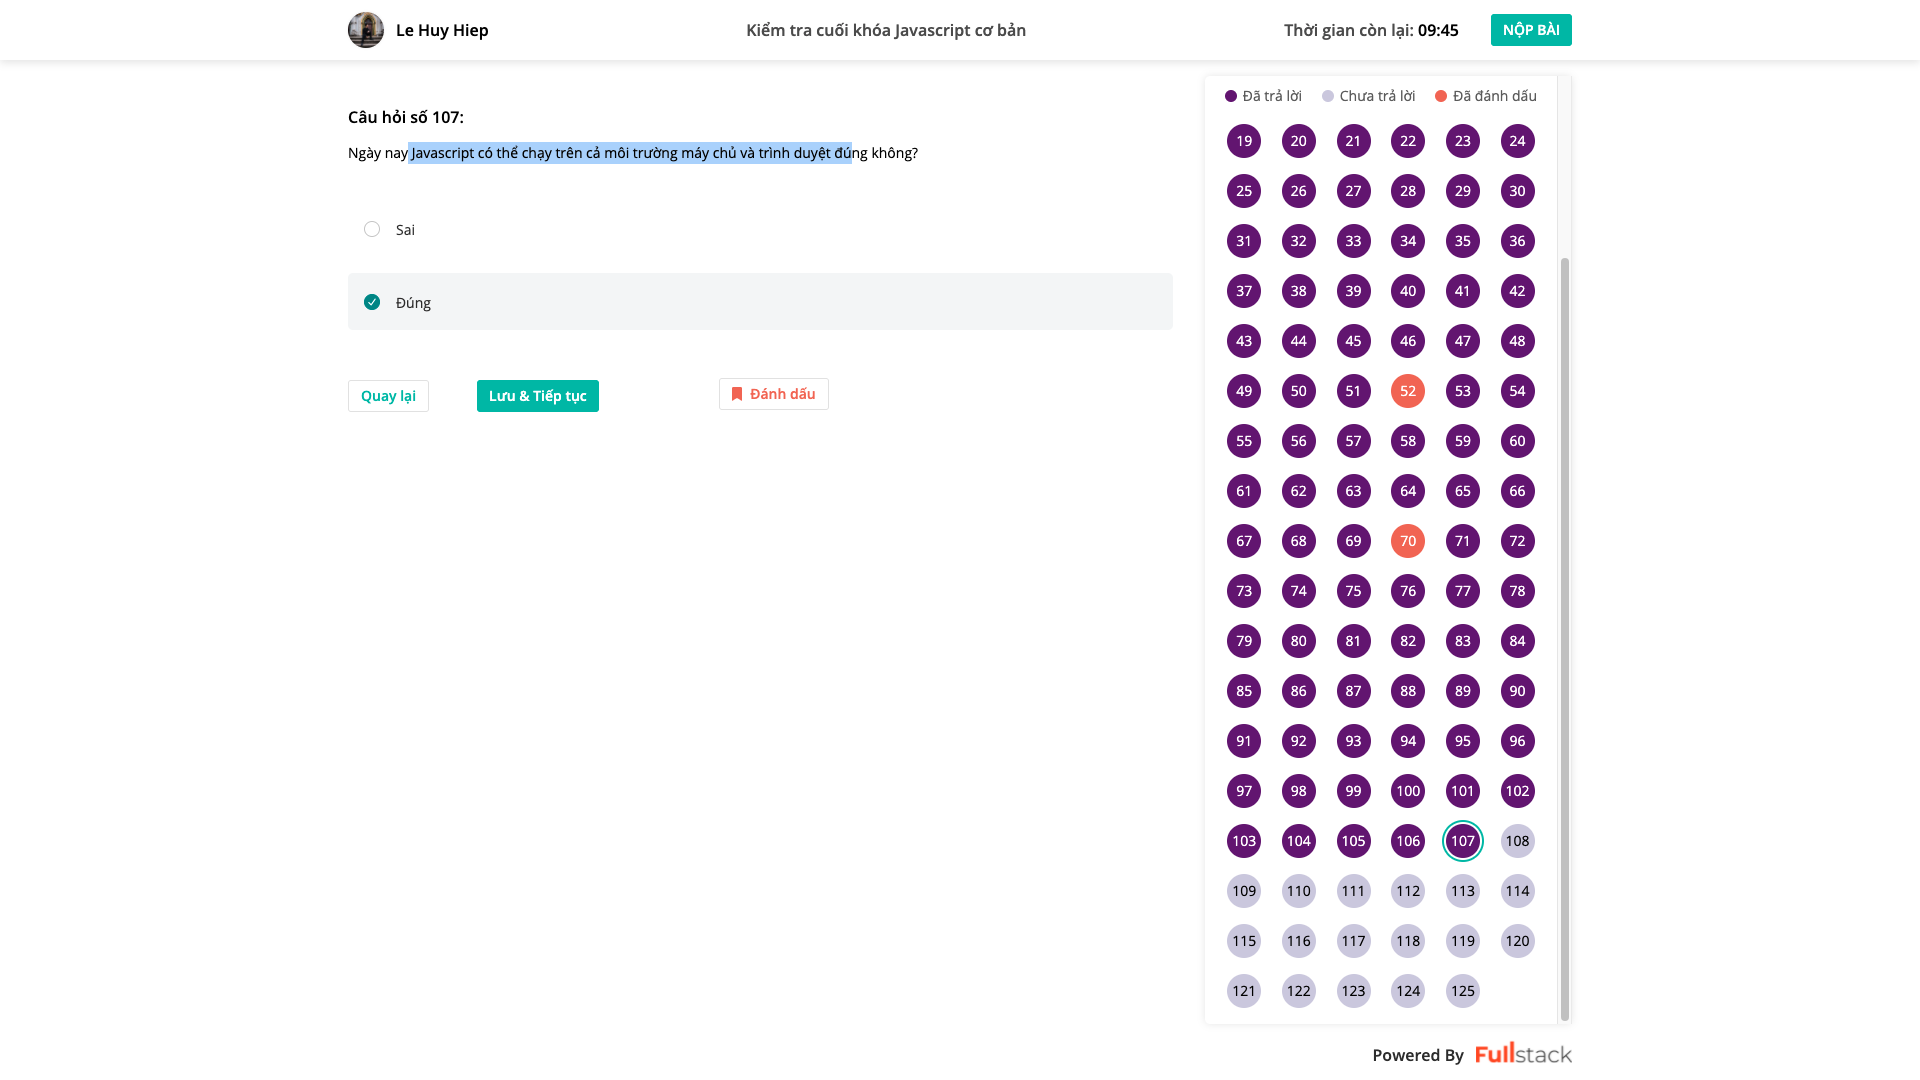 Le Huy Hiep
Kiểm tra cuối khóa Javascript cơ bản
Thời gian còn lại: 09:45
NỘP BÀI
Câu hỏi số 107:
Ngày nay Javascript có thể chạy trên cả môi trường máy chủ và trình duyệt đúng không?
Sai
Đúng
Quay lại
Lưu & Tiếp tục
Đánh dấu
Đã trả lời
Chưa trả lời
Đã đánh dấu
19 20 21 22 23 24
25 26 27 28 29 30
31 32 33 34 35 36
37 38 39 40 41 42
43 44 45 46 47 48
49 50 51 52 53 54
55 56 57 58 59 60
61 62 63 64 65 66
67 68 69 70 71 72
73 74 75 76 77 78
79 80 81 82 83 84
85 86 87 88 89 90
91 92 93 94 95 96
97 98 99 100 101 102
103 104 105 106 107 108
109 110 111 112 113 114
115 116 117 118 119 120
121 122 123 124 125
Powered By Fullstack